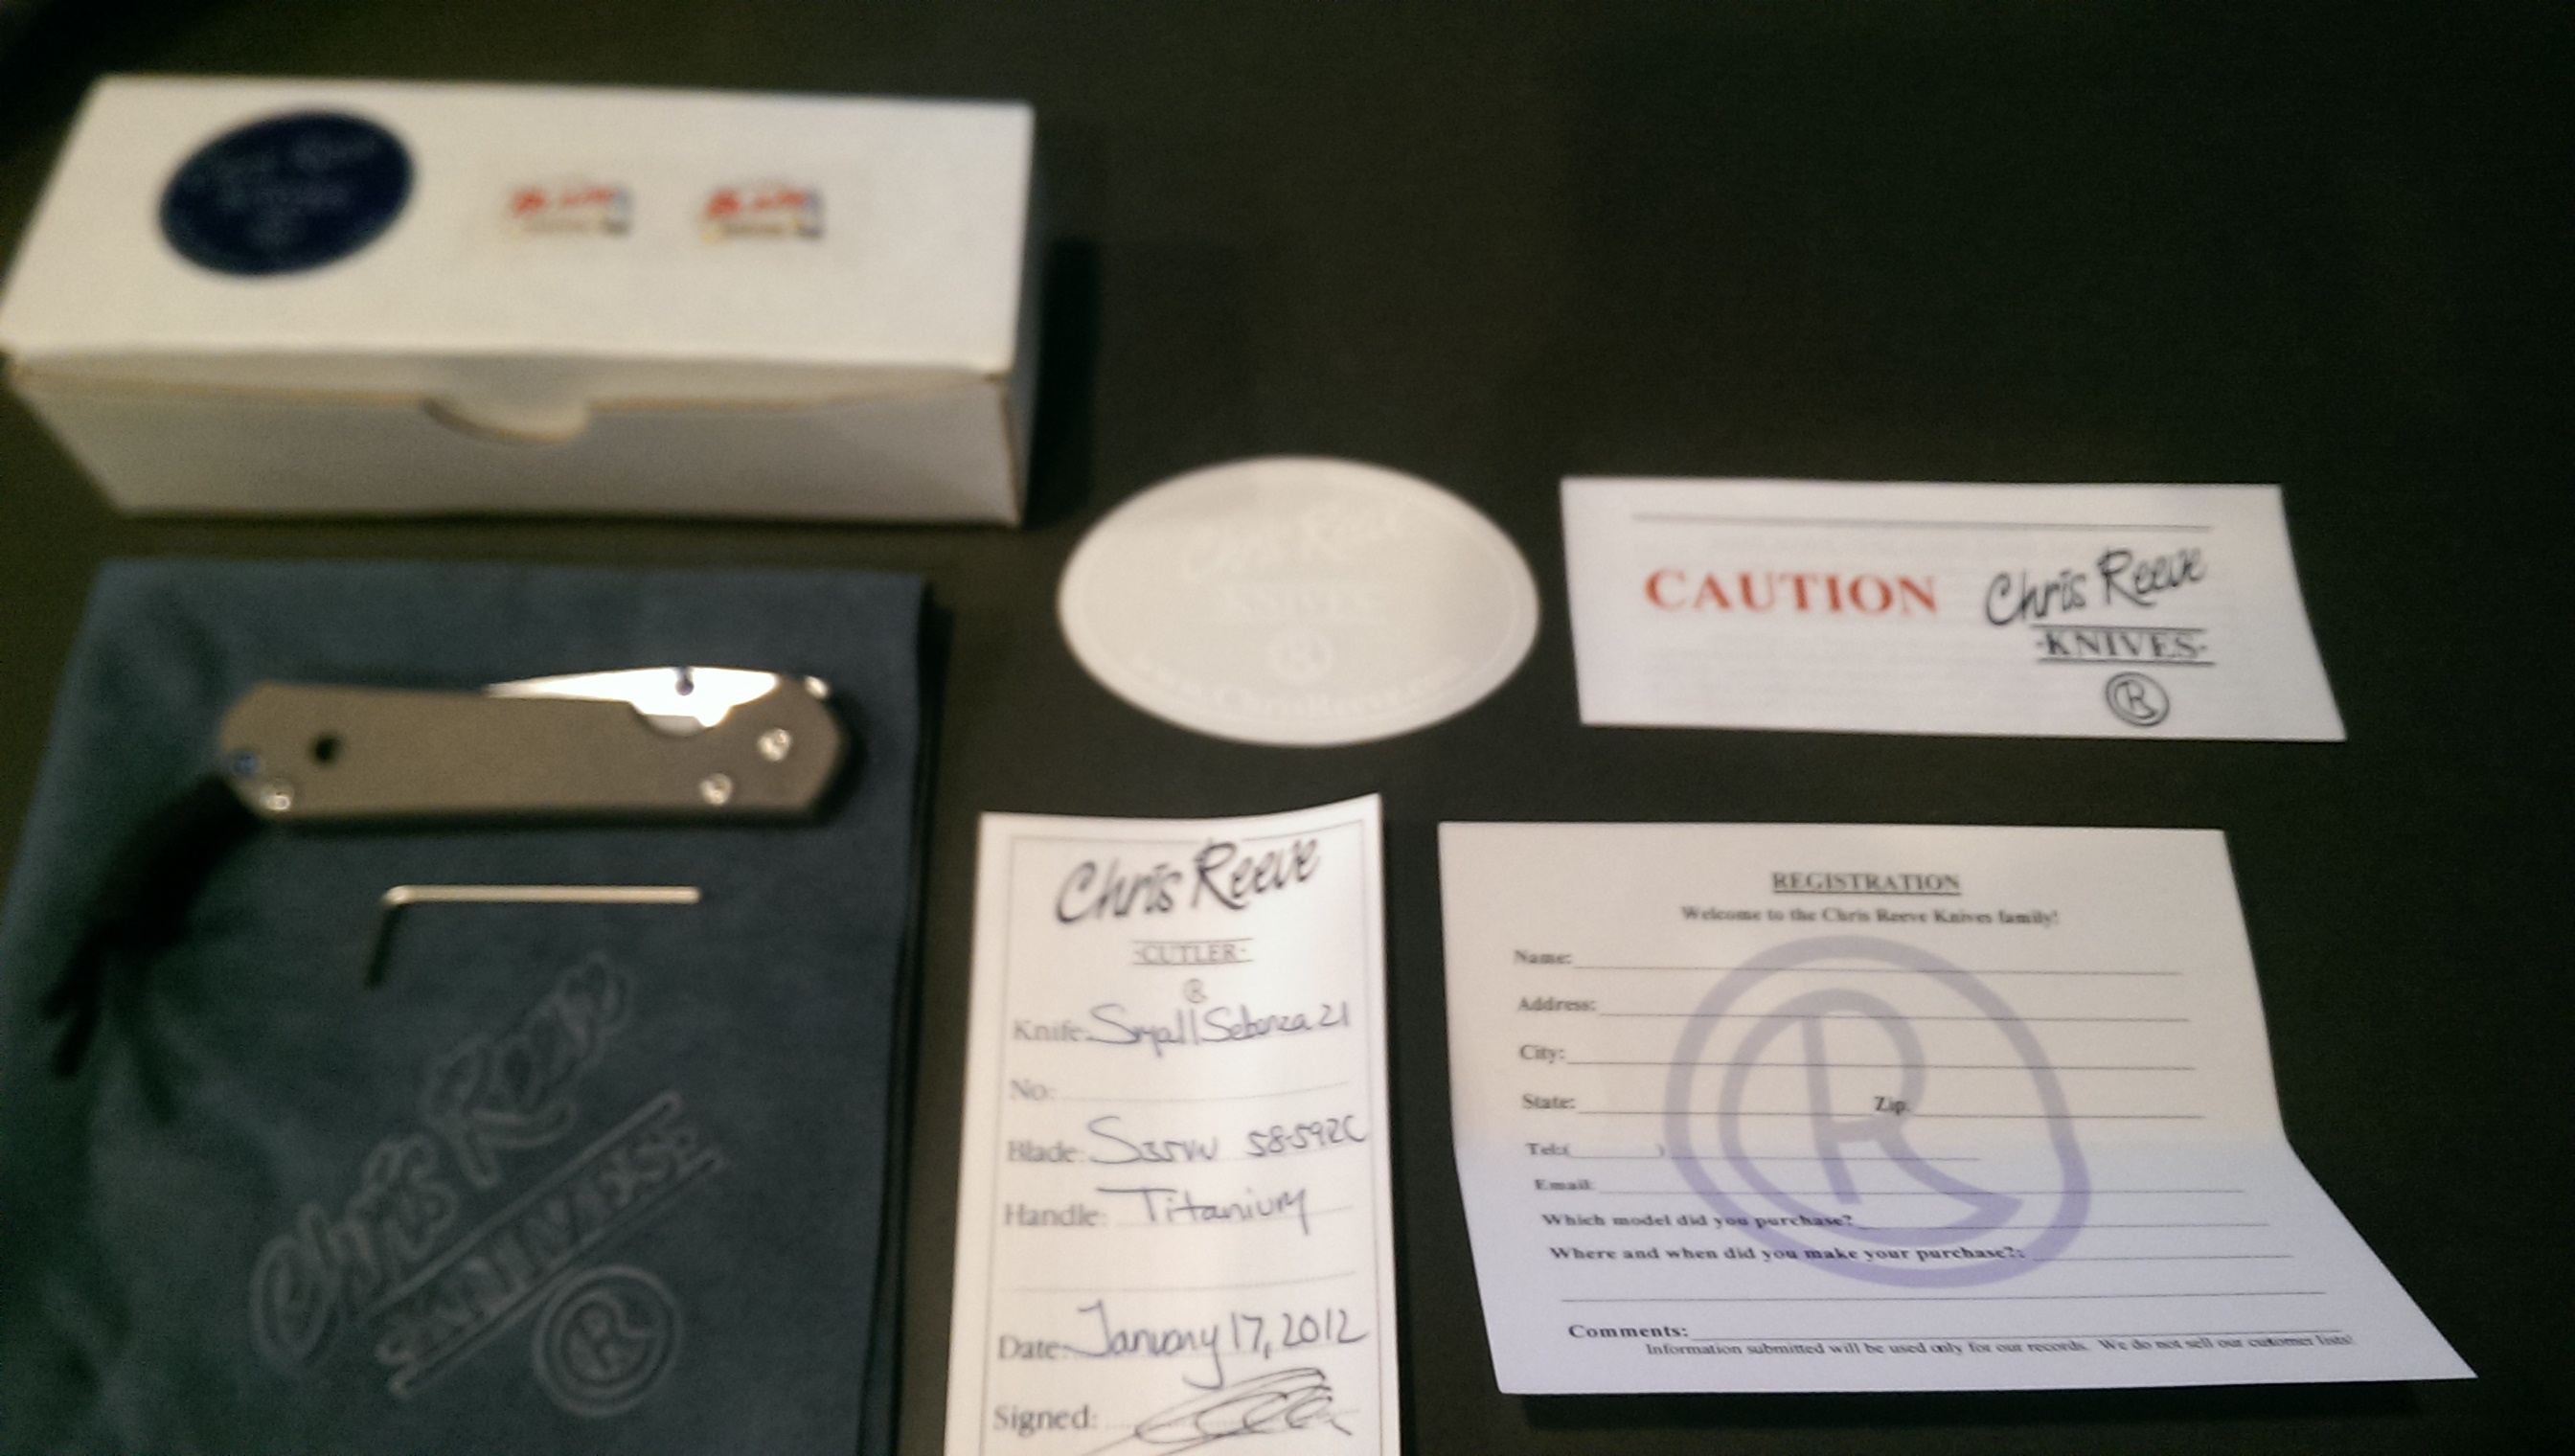 Chris Reeve
KNIVES
R
CAUTION
Chris Reeve
·KNIVES·
R
Chris Reeve
KNIVES
R
Chris Reeve
·CUTLER·
R
Knife: Small Sebenza 21
No:
Blade: S35VN 58-59RC
Handle: Titanium
Date: January 17, 2012
Signed:
REGISTRATION
Welcome to the Chris Reeve Knives family!
Name:
Address:
City:
State: Zip:
Tel:( )
Email:
Which model did you purchase?
Where and when did you make your purchase?:
Comments:
Information submitted will be used only for our records. We do not sell our customer lists!